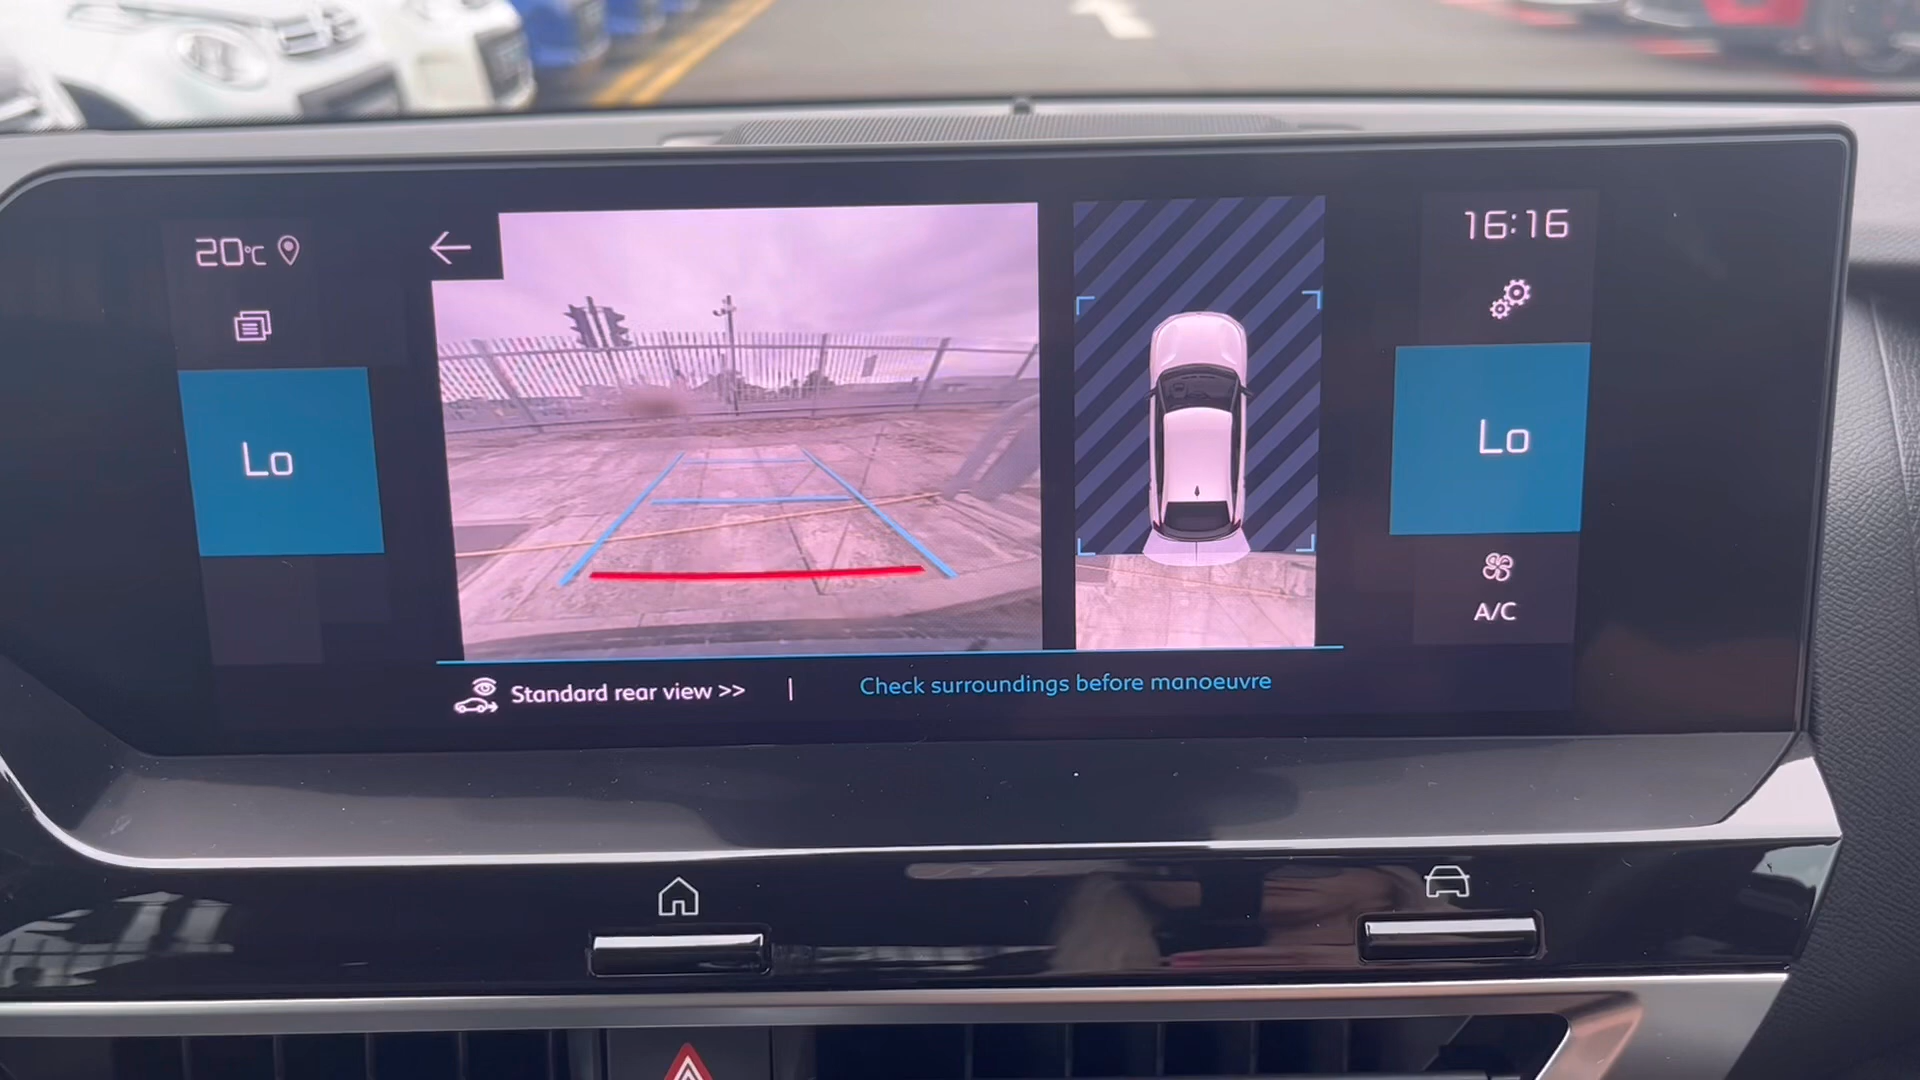 20°C
16:16
Lo
Lo
A/C
Standard rear view >> | Check surroundings before manoeuvre